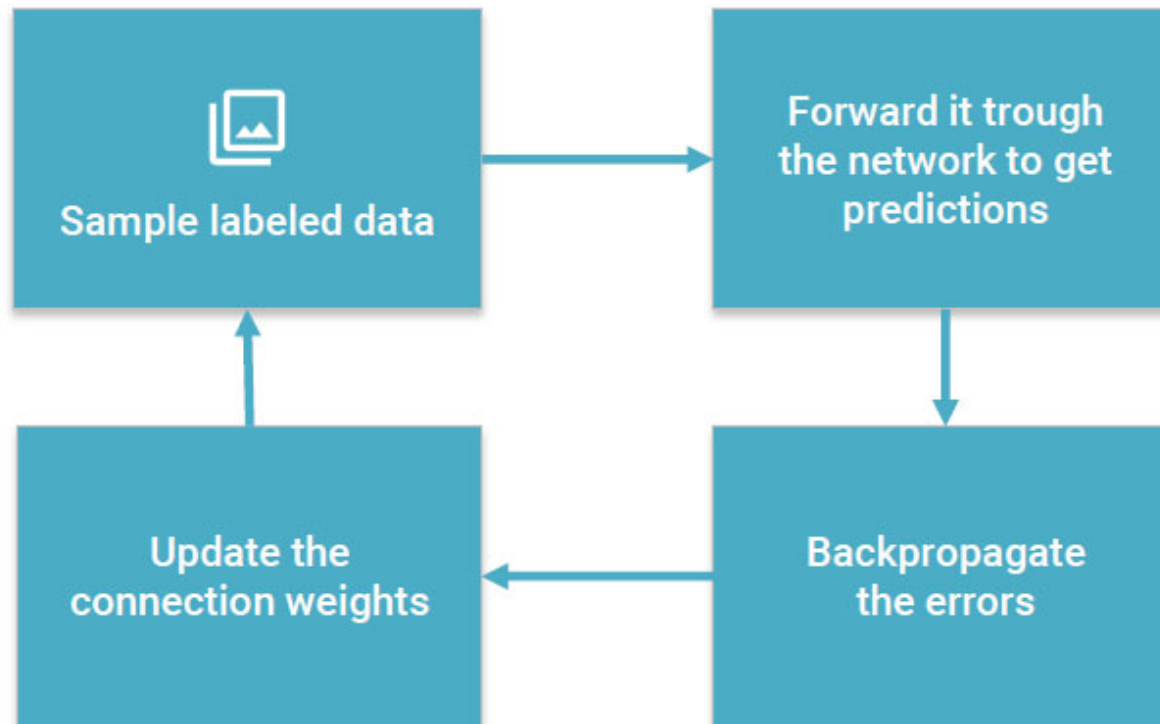 Sample labeled data
Forward it trough
the network to get
predictions
Backpropagate
the errors
Update the
connection weights